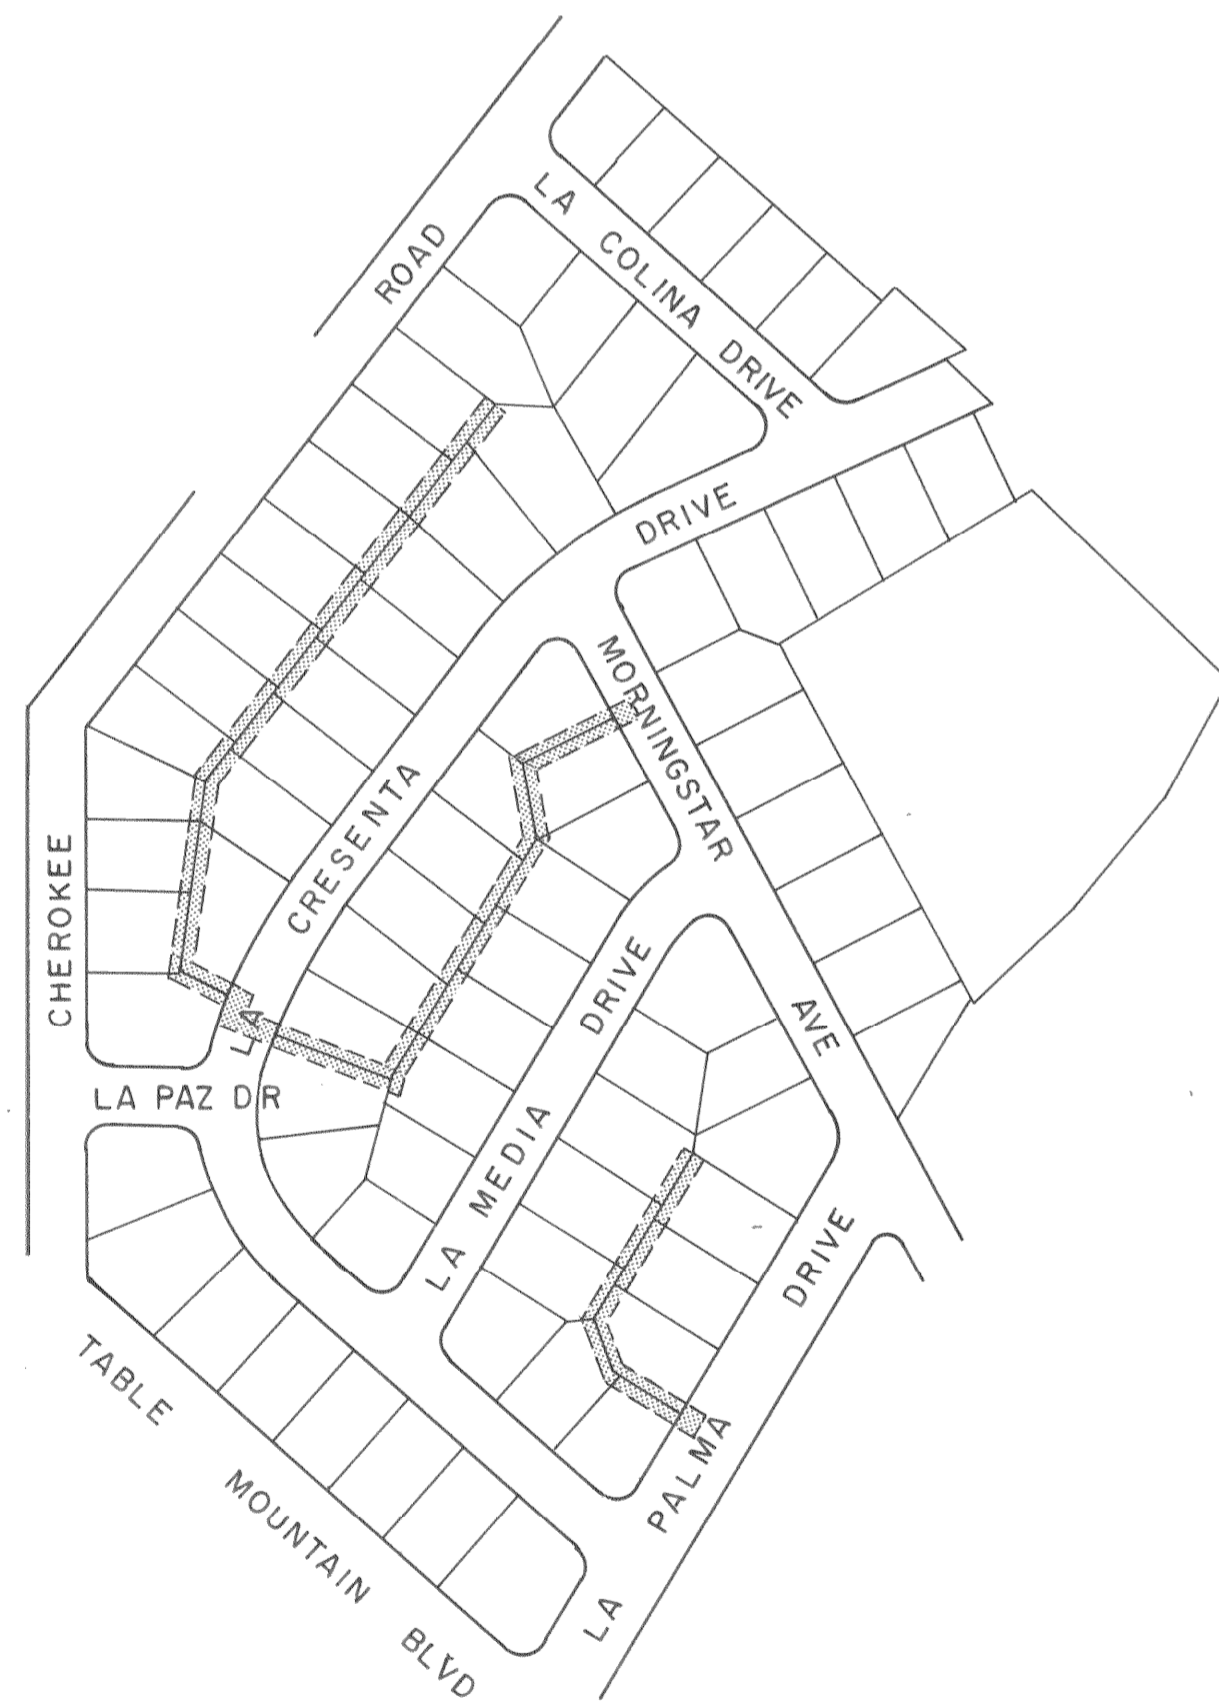 ROAD
LA COLINA DRIVE
LA CRESENTA DRIVE
MORNINGSTAR AVE
CHEROKEE
LA PAZ DR
LA MEDIA DRIVE
LA PALMA DRIVE
TABLE MOUNTAIN BLVD